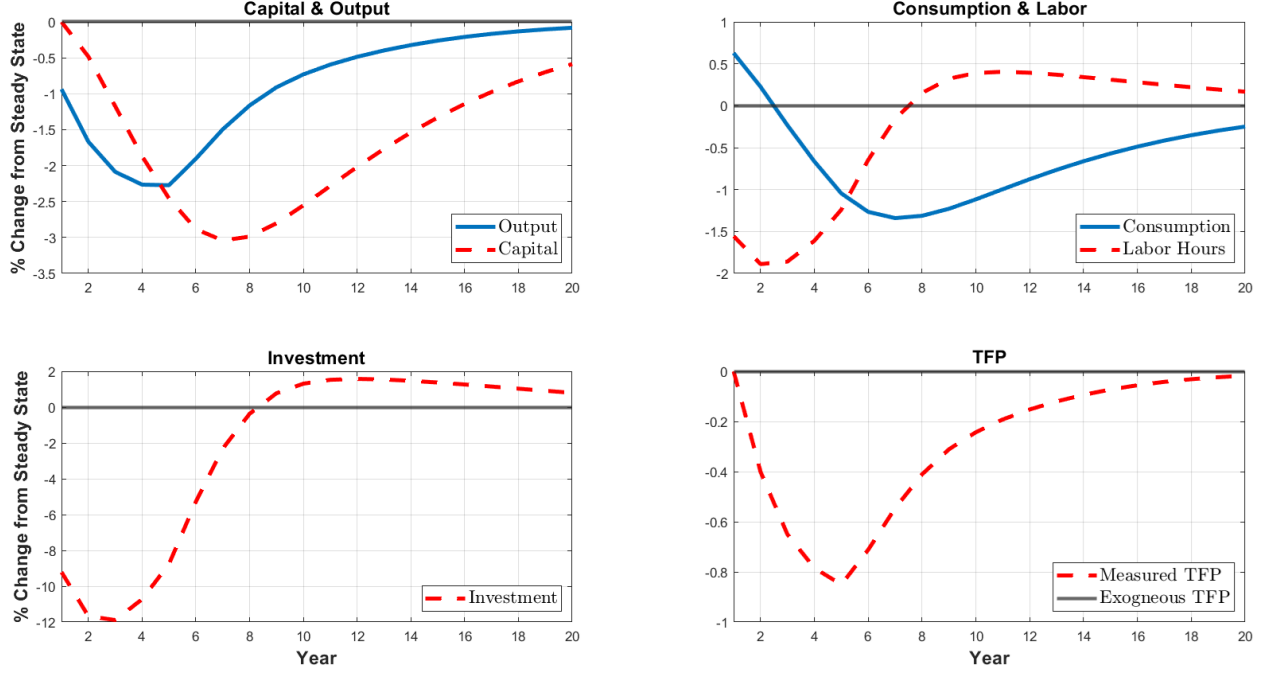 Capital & Output
% Change from Steady State
0
-0.5
-1
-1.5
-2
-2.5
-3
-3.5
Output
Capital
2 4 6 8 10 12 14 16 18 20
Consumption & Labor
1
0.5
0
-0.5
-1
-1.5
-2
Consumption
Labor Hours
2 4 6 8 10 12 14 16 18 20
Investment
% Change from Steady State
2
0
-2
-4
-6
-8
-10
-12
Investment
2 4 6 8 10 12 14 16 18 20
Year
TFP
0
-0.2
-0.4
-0.6
-0.8
-1
Measured TFP
Exogneous TFP
2 4 6 8 10 12 14 16 18 20
Year